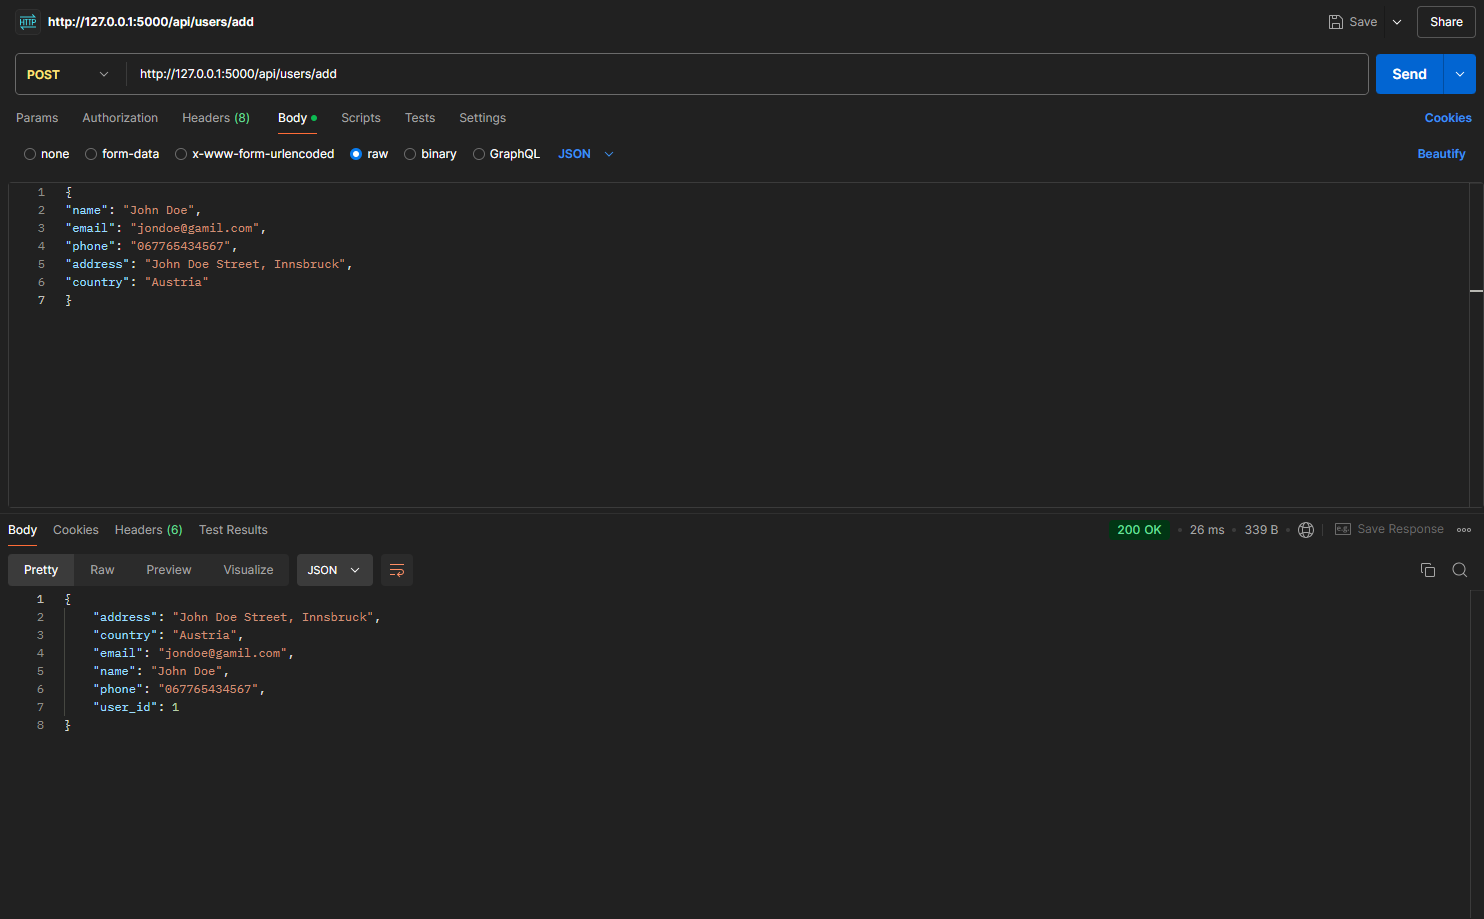 HTTP http://127.0.0.1:5000/api/users/add Save Share
POST http://127.0.0.1:5000/api/users/add Send
Params Authorization Headers (8) Body Scripts Tests Settings Cookies
none form-data x-www-form-urlencoded raw binary GraphQL JSON Beautify
1 {
2 "name": "John Doe",
3 "email": "jondoe@gamil.com",
4 "phone": "067765434567",
5 "address": "John Doe Street, Innsbruck",
6 "country": "Austria"
7 }
Body Cookies Headers (6) Test Results 200 OK • 26 ms • 339 B • e.g. Save Response
Pretty Raw Preview Visualize JSON
1 {
2 "address": "John Doe Street, Innsbruck",
3 "country": "Austria",
4 "email": "jondoe@gamil.com",
5 "name": "John Doe",
6 "phone": "067765434567",
7 "user_id": 1
8 }